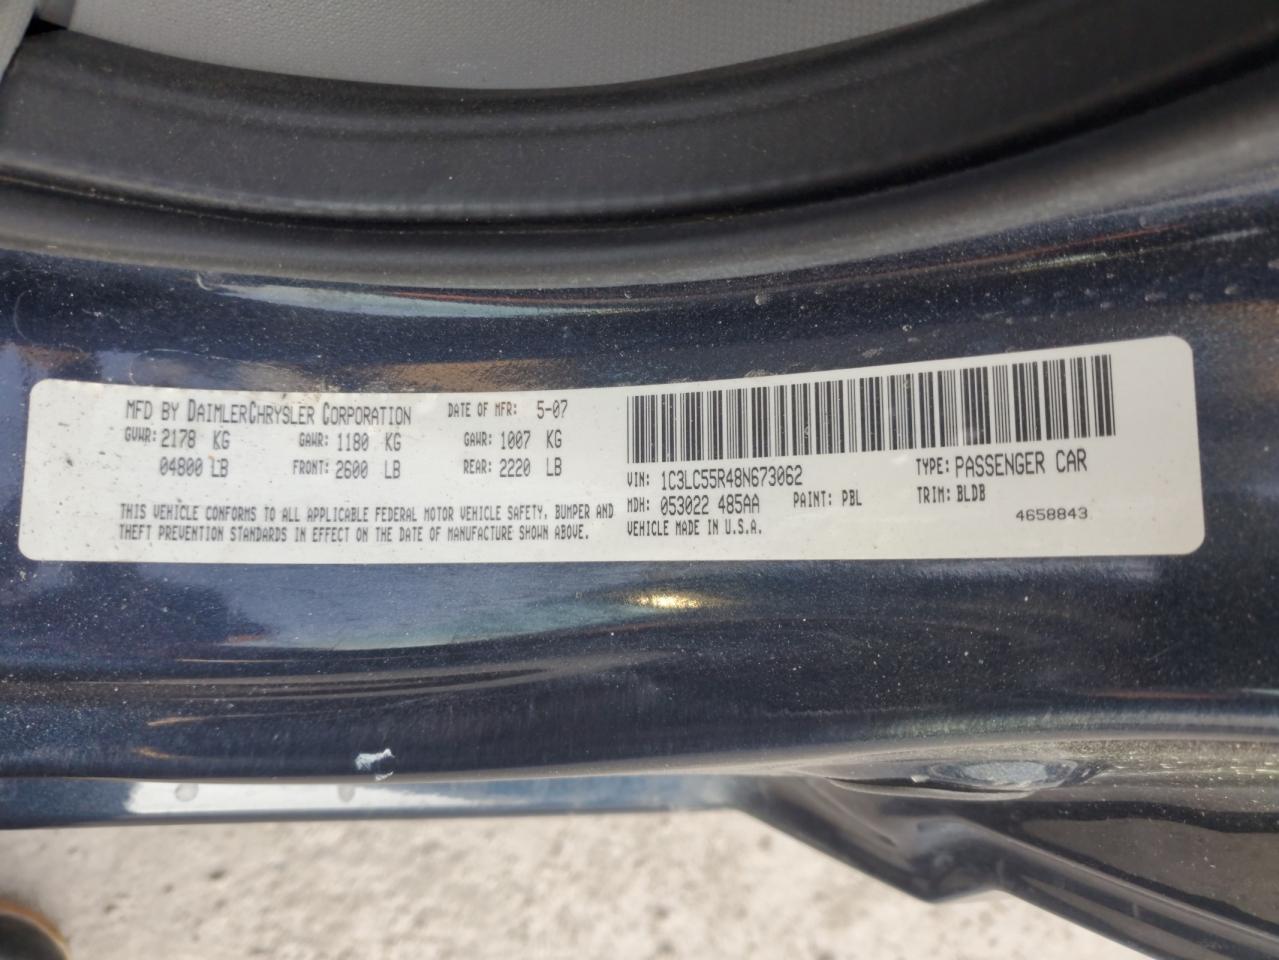 MFD BY DAIMLERCHRYSLER CORPORATION DATE OF MFR: 5-07
GVWR: 2178 KG GAWR: 1180 KG GAWR: 1007 KG
04800 LB FRONT: 2600 LB REAR: 2220 LB
THIS VEHICLE CONFORMS TO ALL APPLICABLE FEDERAL MOTOR VEHICLE SAFETY, BUMPER AND
THEFT PREVENTION STANDARDS IN EFFECT ON THE DATE OF MANUFACTURE SHOWN ABOVE.
VIN: 1C3LC55R48N673062 TYPE: PASSENGER CAR
MDH: 053022 485AA PAINT: PBL TRIM: BLDB
VEHICLE MADE IN U.S.A. 4658843